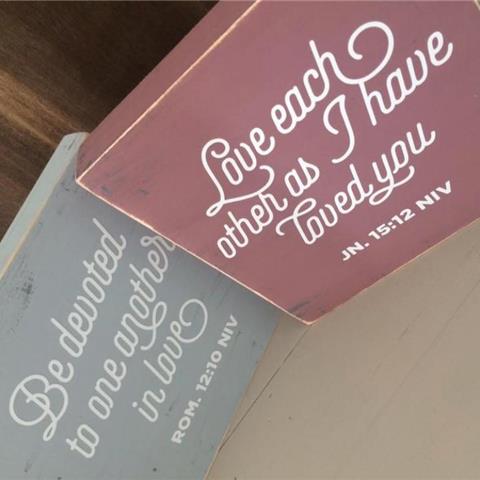 Love each
other as I have
loved you
JN. 15:12 NIV
Be devoted
to one another
in love
ROM. 12:10 NIV